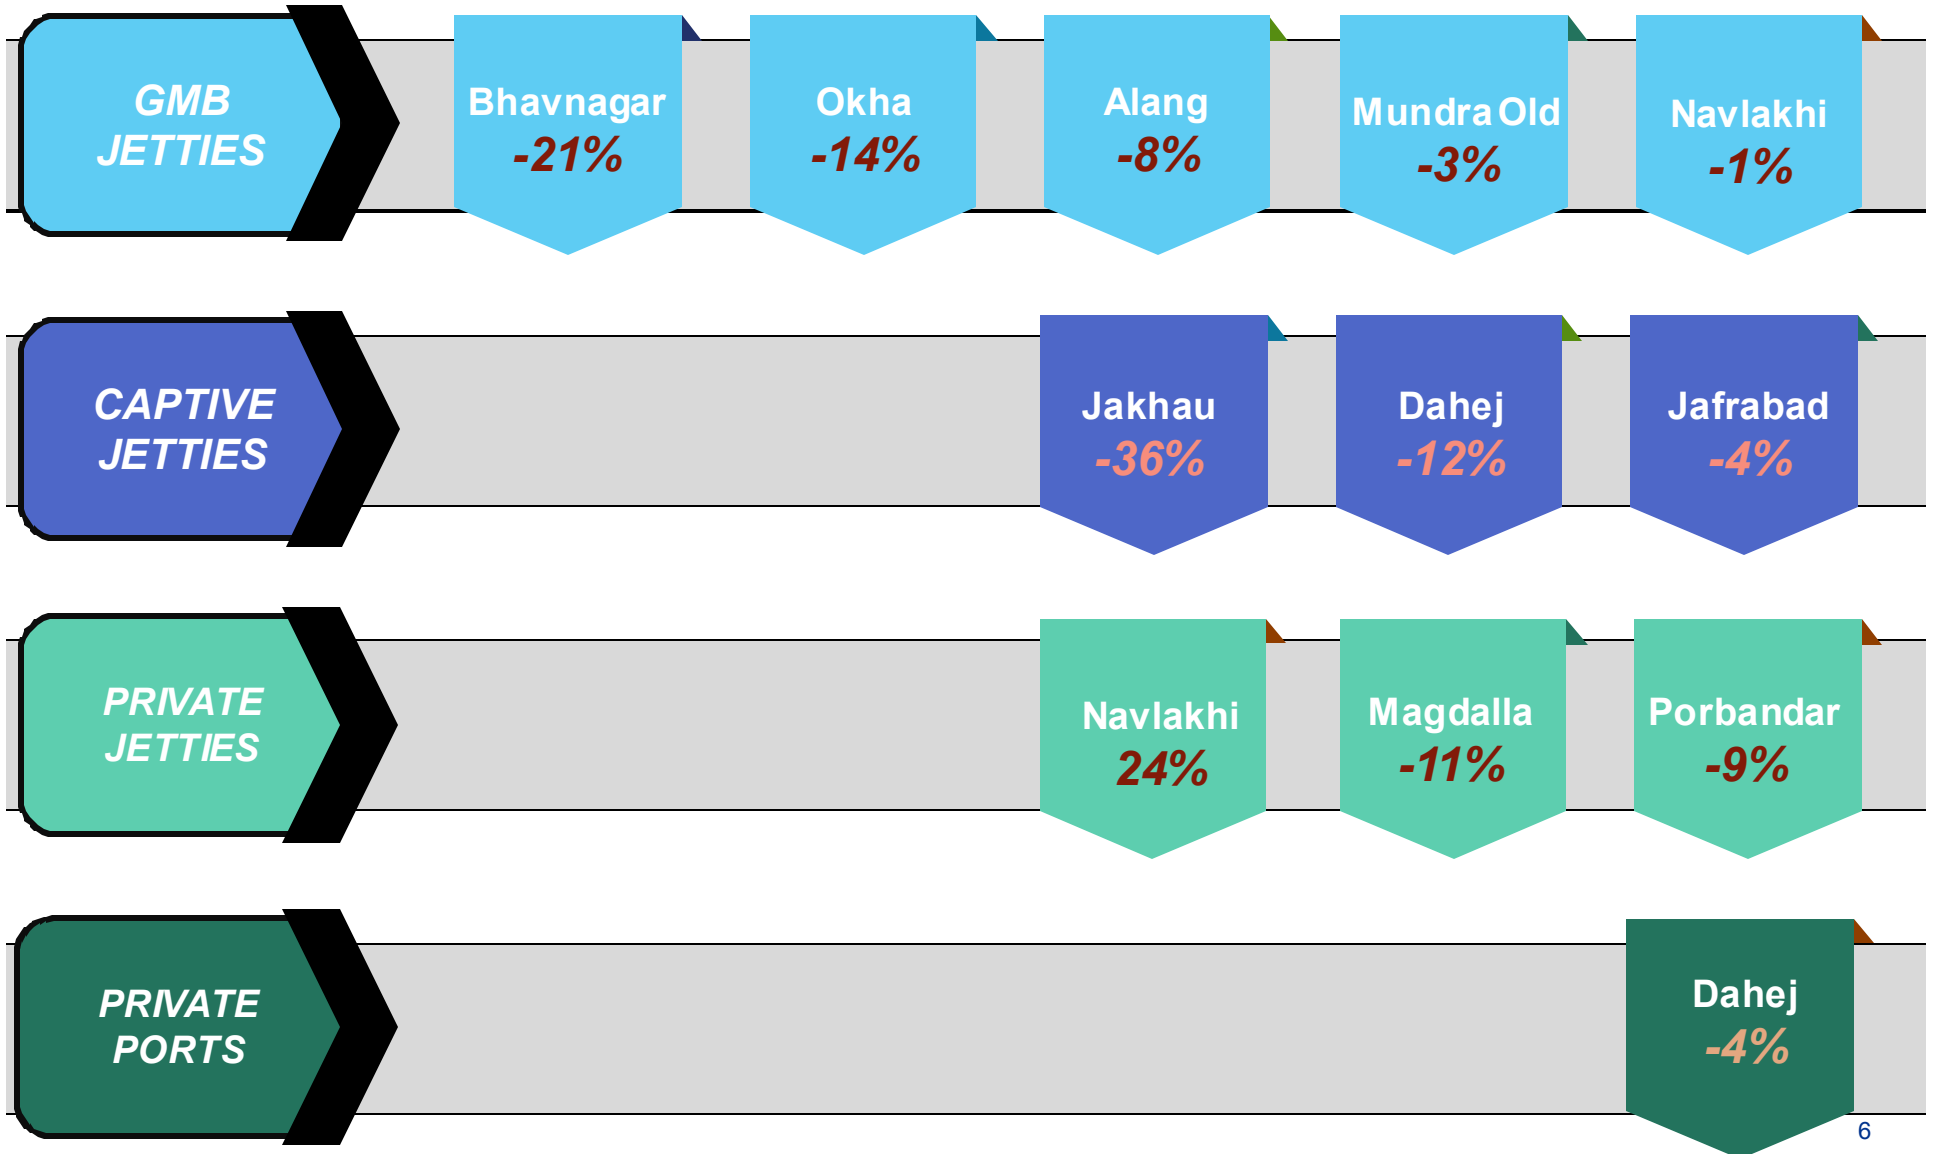 GMB
JETTIES
Bhavnagar
-21%
Okha
-14%
Alang
-8%
Mundra Old
-3%
Navlakhi
-1%
CAPTIVE
JETTIES
Jakhau
-36%
Dahej
-12%
Jafrabad
-4%
PRIVATE
JETTIES
Navlakhi
24%
Magdalla
-11%
Porbandar
-9%
PRIVATE
PORTS
Dahej
-4%
6